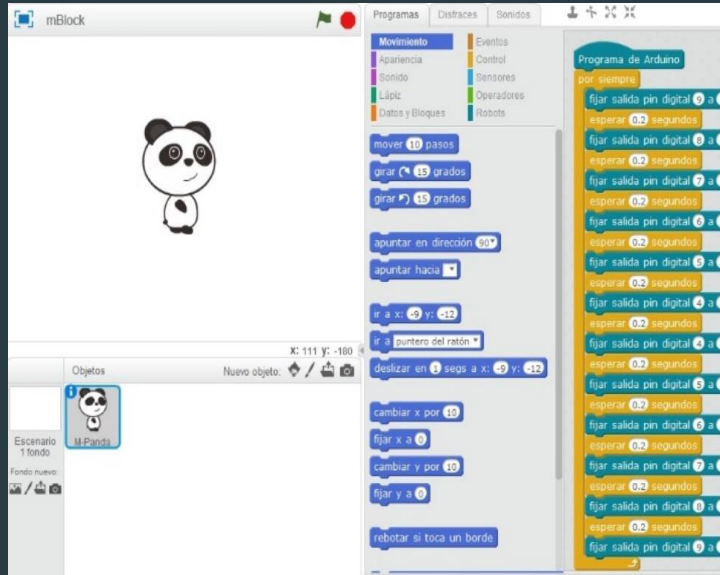 mBlock
X: 111 y: -180
Objetos
Nuevo objeto:
Escenario
1 fondo
Fondo nuevo:
M-Panda
Programas
Disfraces
Sonidos
Movimiento
Apariencia
Sonido
Lápiz
Datos y Bloques
Eventos
Control
Sensores
Operadores
Robots
mover 10 pasos
girar 15 grados
girar 15 grados
apuntar en dirección 90
apuntar hacia
ir a x: -9 y: -12
ir a puntero del ratón
deslizar en 1 segs a x: -9 y: -12
cambiar x por 10
fijar x a 0
cambiar y por 10
fijar y a 0
rebotar si toca un borde
Programa de Arduino
por siempre
fijar salida pin digital 9 a
esperar 0.2 segundos
fijar salida pin digital 8 a
esperar 0.2 segundos
fijar salida pin digital 7 a
esperar 0.2 segundos
fijar salida pin digital 6 a
esperar 0.2 segundos
fijar salida pin digital 5 a
esperar 0.2 segundos
fijar salida pin digital 4 a
esperar 0.2 segundos
fijar salida pin digital 4 a
esperar 0.2 segundos
fijar salida pin digital 5 a
esperar 0.2 segundos
fijar salida pin digital 6 a
esperar 0.2 segundos
fijar salida pin digital 7 a
esperar 0.2 segundos
fijar salida pin digital 8 a
esperar 0.2 segundos
fijar salida pin digital 9 a